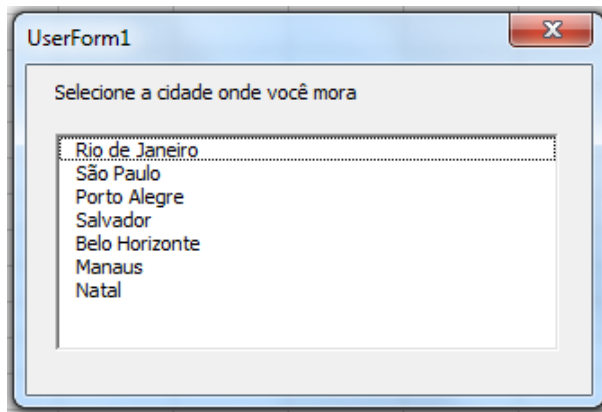 UserForm1
Selecione a cidade onde você mora
Rio de Janeiro
São Paulo
Porto Alegre
Salvador
Belo Horizonte
Manaus
Natal